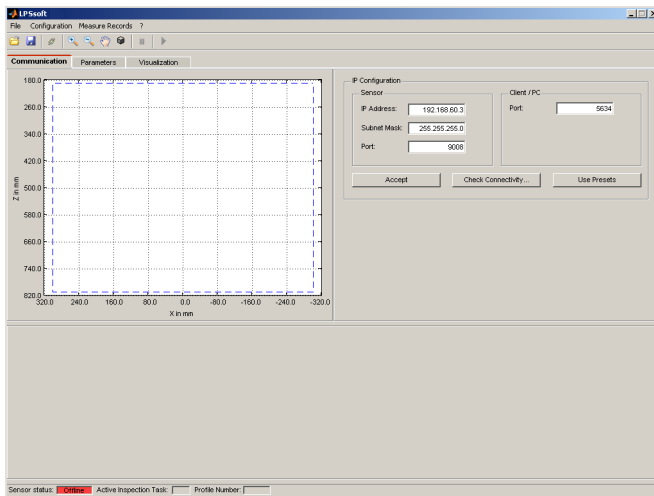 LPSsoft
File Configuration Measure Records ?
Communication Parameters Visualization
180.0
260.0
340.0
420.0
500.0
580.0
660.0
740.0
820.0
Z in mm
320.0 240.0 160.0 80.0 0.0 -80.0 -160.0 -240.0 -320.0
X in mm
IP Configuration
Sensor
IP Address: 192.168.60.3
Subnet Mask: 255.255.255.0
Port: 9008
Client / PC
Port: 5634
Accept Check Connectivity... Use Presets
Sensor status: Offline Active Inspection Task: Profile Number: